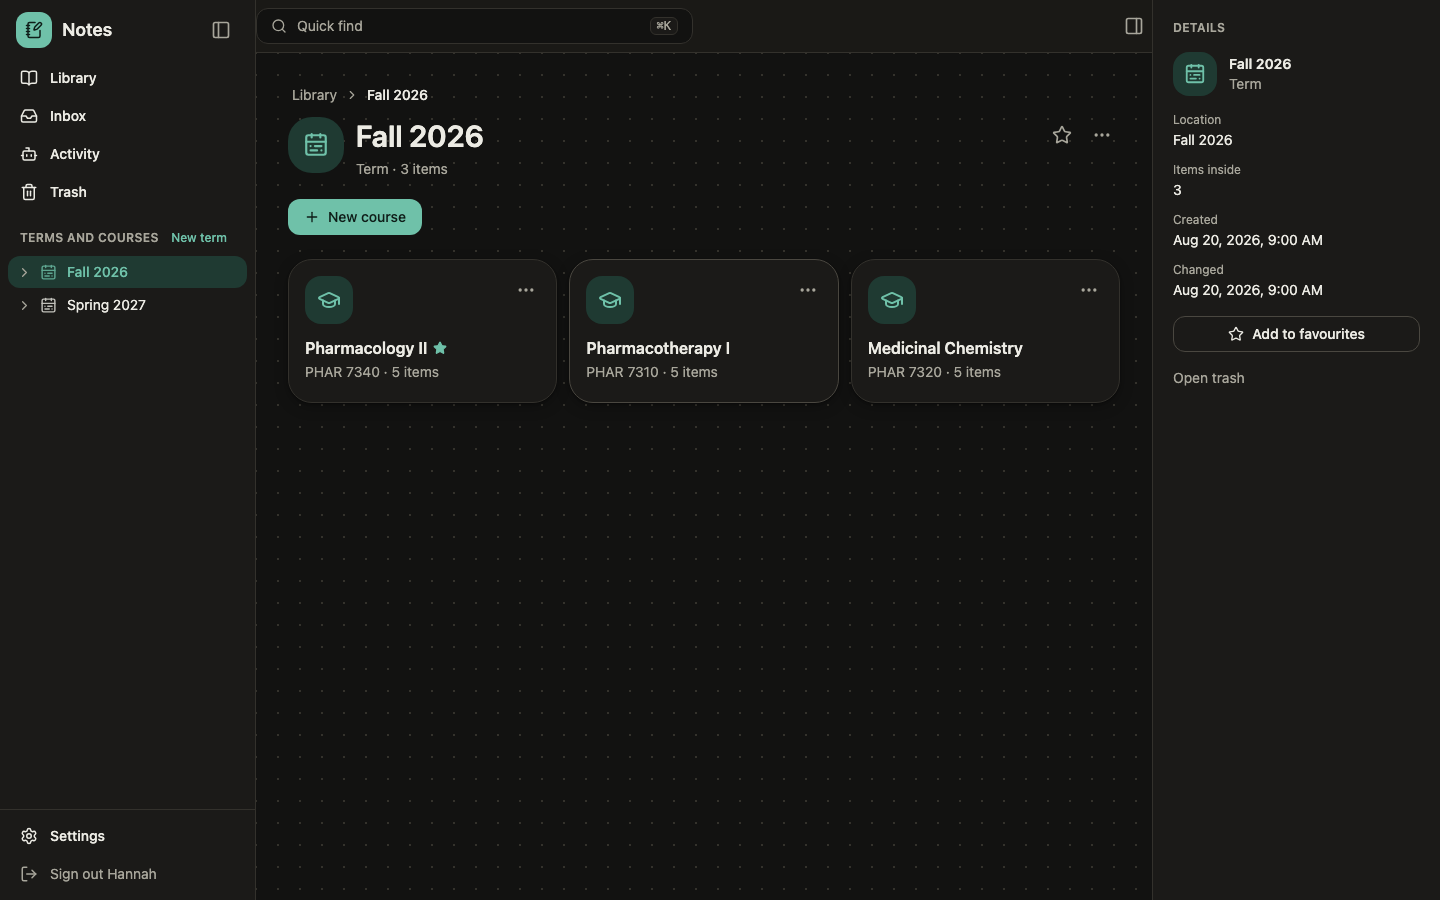 Notes
Library
Inbox
Activity
Trash
TERMS AND COURSES New term
Fall 2026
Spring 2027
Settings
Sign out Hannah
Quick find ⌘K
Library > Fall 2026
Fall 2026
Term · 3 items
+ New course
Pharmacology II
PHAR 7340 · 5 items
Pharmacotherapy I
PHAR 7310 · 5 items
Medicinal Chemistry
PHAR 7320 · 5 items
DETAILS
Fall 2026
Term
Location
Fall 2026
Items inside
3
Created
Aug 20, 2026, 9:00 AM
Changed
Aug 20, 2026, 9:00 AM
Add to favourites
Open trash